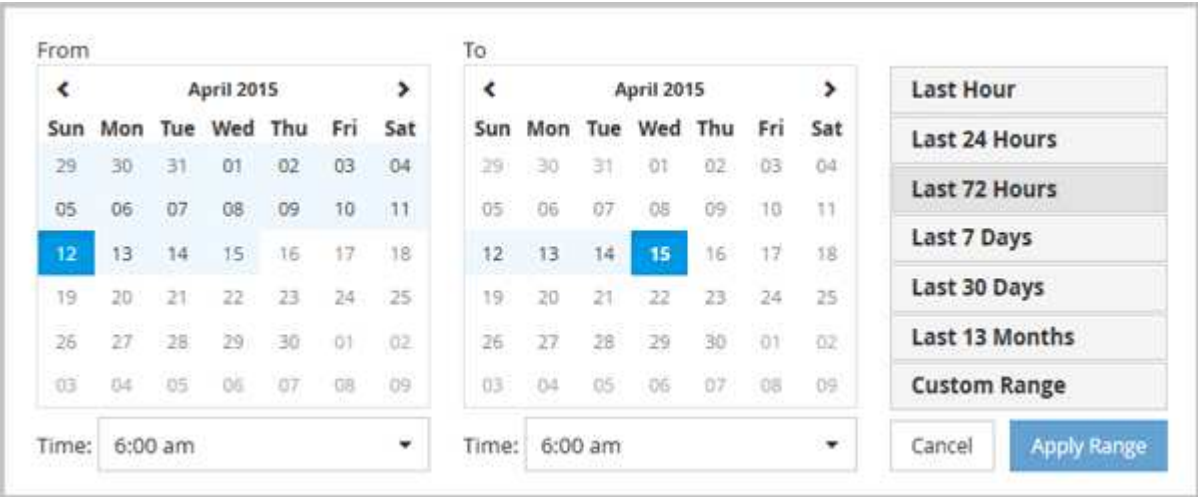 From
April 2015
Sun Mon Tue Wed Thu Fri Sat
29 30 31 01 02 03 04
05 06 07 08 09 10 11
12 13 14 15 16 17 18
19 20 21 22 23 24 25
26 27 28 29 30 01 02
03 04 05 06 07 08 09
Time: 6:00 am
To
April 2015
Sun Mon Tue Wed Thu Fri Sat
29 30 31 01 02 03 04
05 06 07 08 09 10 11
12 13 14 15 16 17 18
19 20 21 22 23 24 25
26 27 28 29 30 01 02
03 04 05 06 07 08 09
Time: 6:00 am
Last Hour
Last 24 Hours
Last 72 Hours
Last 7 Days
Last 30 Days
Last 13 Months
Custom Range
Cancel Apply Range